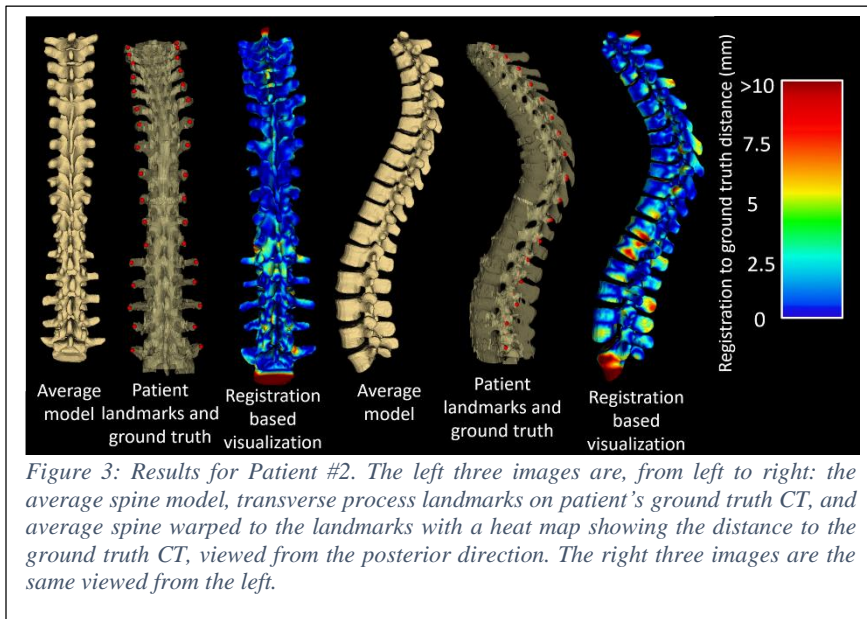 Average
model
Patient
landmarks and
ground truth
Registration
based
visualization
Average
model
Patient
landmarks and
ground truth
Registration
based
visualization
Registration to ground truth distance (mm)
>10
7.5
5
2.5
0
Figure 3: Results for Patient #2. The left three images are, from left to right: the
average spine model, transverse process landmarks on patient’s ground truth CT, and
average spine warped to the landmarks with a heat map showing the distance to the
ground truth CT, viewed from the posterior direction. The right three images are the
same viewed from the left.